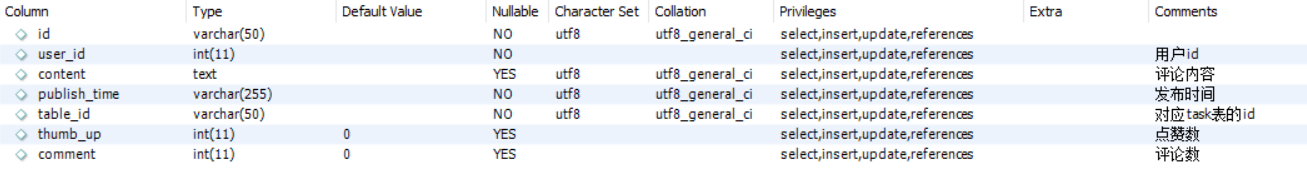 Column Type Default Value Nullable Character Set Collation Privileges Extra Comments
id varchar(50) NO utf8 utf8_general_ci select,insert,update,references
user_id int(11) NO select,insert,update,references 用户id
content text YES utf8 utf8_general_ci select,insert,update,references 评论内容
publish_time varchar(255) NO utf8 utf8_general_ci select,insert,update,references 发布时间
table_id varchar(50) NO utf8 utf8_general_ci select,insert,update,references 对应task表的id
thumb_up int(11) 0 YES select,insert,update,references 点赞数
comment int(11) 0 YES select,insert,update,references 评论数